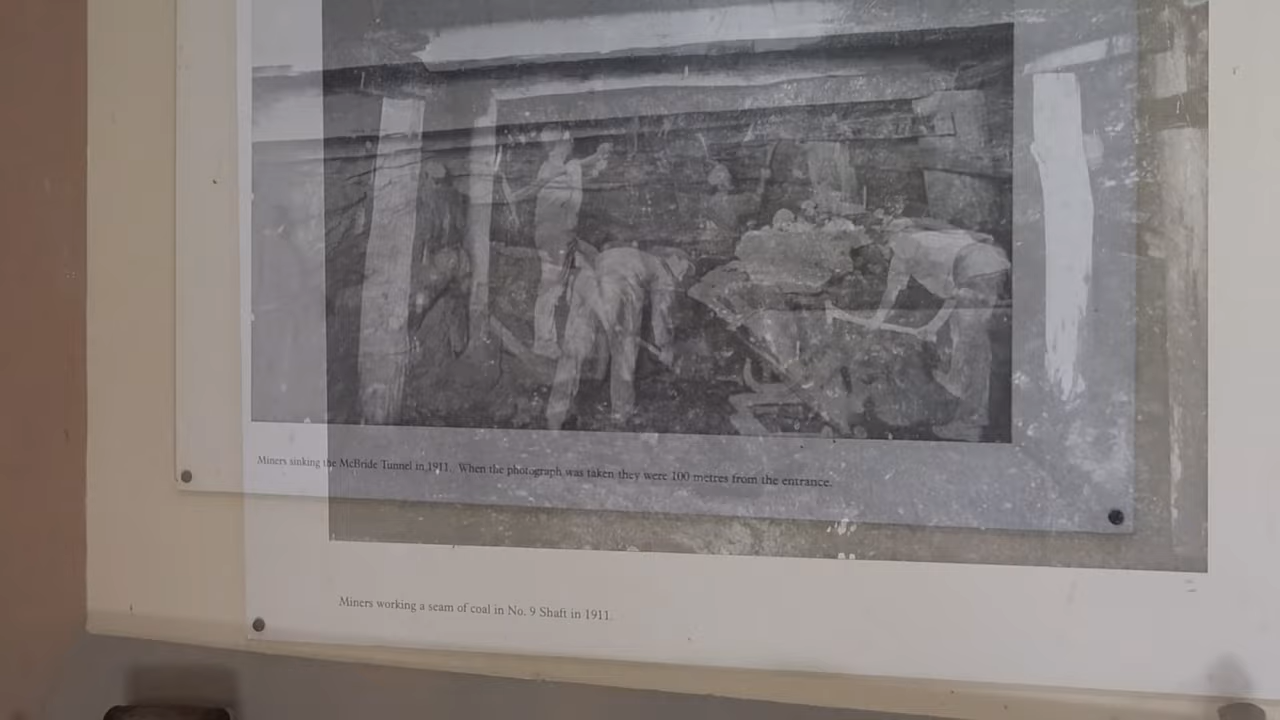 Miners sinking the McBride Tunnel in 1911. When the photograph was taken they were 100 metres from the entrance.
Miners working a seam of coal in No. 9 Shaft in 1911.